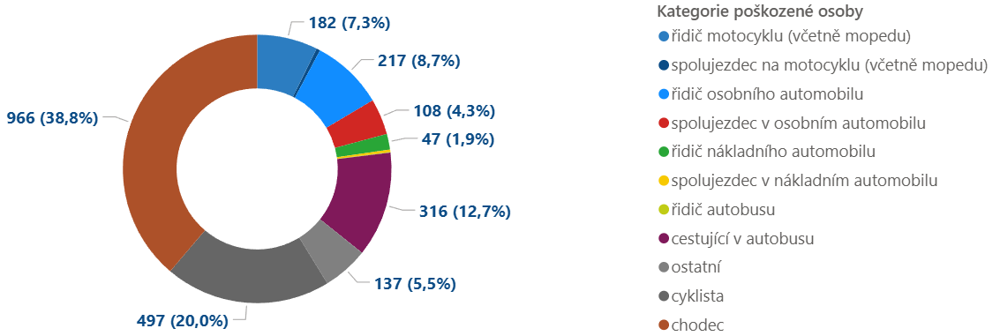 182 (7,3%)
217 (8,7%)
108 (4,3%)
47 (1,9%)
316 (12,7%)
137 (5,5%)
497 (20,0%)
966 (38,8%)
Kategorie poškozené osoby
řidič motocyklu (včetně mopedu)
spolujezdec na motocyklu (včetně mopedu)
řidič osobního automobilu
spolujezdec v osobním automobilu
řidič nákladního automobilu
spolujezdec v nákladním automobilu
řidič autobusu
cestující v autobusu
ostatní
cyklista
chodec